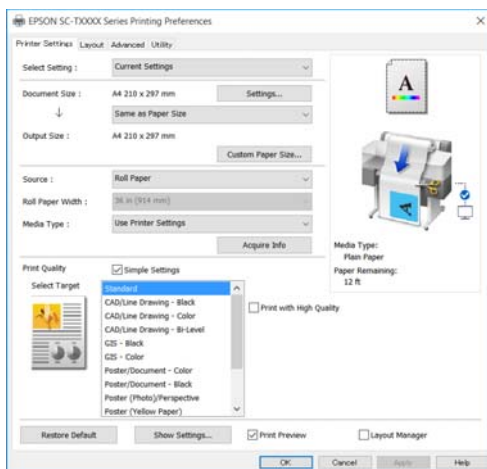 EPSON SC-TXXXX Series Printing Preferences
Printer Settings Layout Advanced Utility
Select Setting : Current Settings
Document Size : A4 210 x 297 mm Settings...
Same as Paper Size
Output Size : A4 210 x 297 mm
Custom Paper Size...
Source : Roll Paper
Roll Paper Width : 36 in (914 mm)
Media Type : Use Printer Settings
Acquire Info
Print Quality Simple Settings
Select Target
Standard
CAD/Line Drawing - Black
CAD/Line Drawing - Color
CAD/Line Drawing - Bi-Level
GIS - Black
GIS - Color
Poster/Document - Color
Poster/Document - Black
Poster (Photo)/Perspective
Poster (Yellow Paper)
Print with High Quality
A
A
Media Type:
Plain Paper
Paper Remaining:
12 ft
Restore Default Show Settings... Print Preview Layout Manager
OK Cancel Apply Help